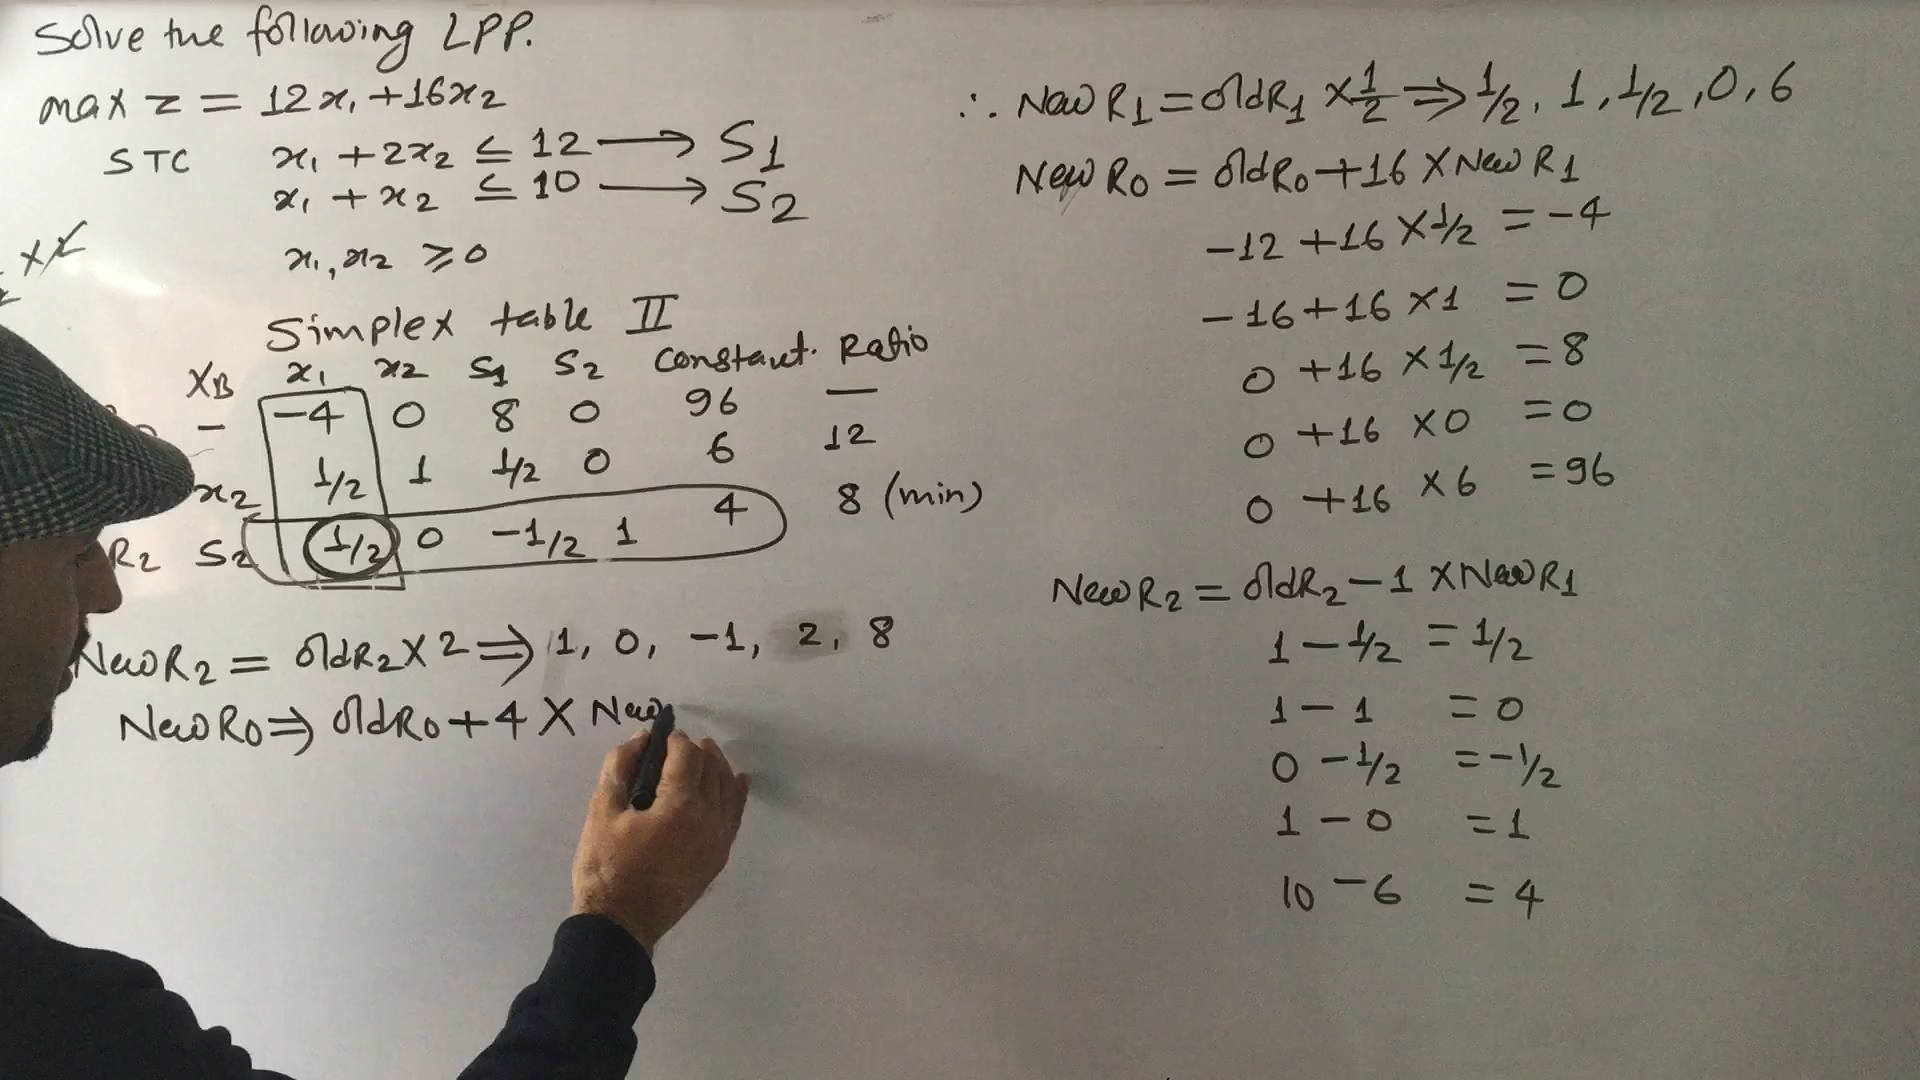 Solve the following LPP.
max z = 12x₁ + 16x₂
STC x₁ + 2x₂ ≤ 12 ⟶ S1
x₁ + x₂ ≤ 10 ⟶ S2
x₁, x₂ ⩾ 0
Simplex table II
XB x₁ x₂ S1 S2 Constant. Ratio
— -4 0 8 0 96 —
x₂ 1/2 1 1/2 0 6 12
R₂ S₂ 1/2 0 -1/2 1 4 8 (min)
New R₂ = old R₂ X 2 ⇒ 1, 0, -1, 2, 8
New R₀ ⇒ old R₀ + 4 X New
∴ New R1 = old R₁ X 1/2 ⇒ 1/2, 1, 1/2, 0, 6
New R₀ = old R₀ + 16 X New R1
-12 + 16 X 1/2 = -4
-16 + 16 X 1 = 0
0 + 16 X 1/2 = 8
0 + 16 X 0 = 0
0 + 16 X 6 = 96
New R₂ = old R₂ - 1 X New R1
1 - 1/2 = 1/2
1 - 1 = 0
0 - 1/2 = -1/2
1 - 0 = 1
10 - 6 = 4